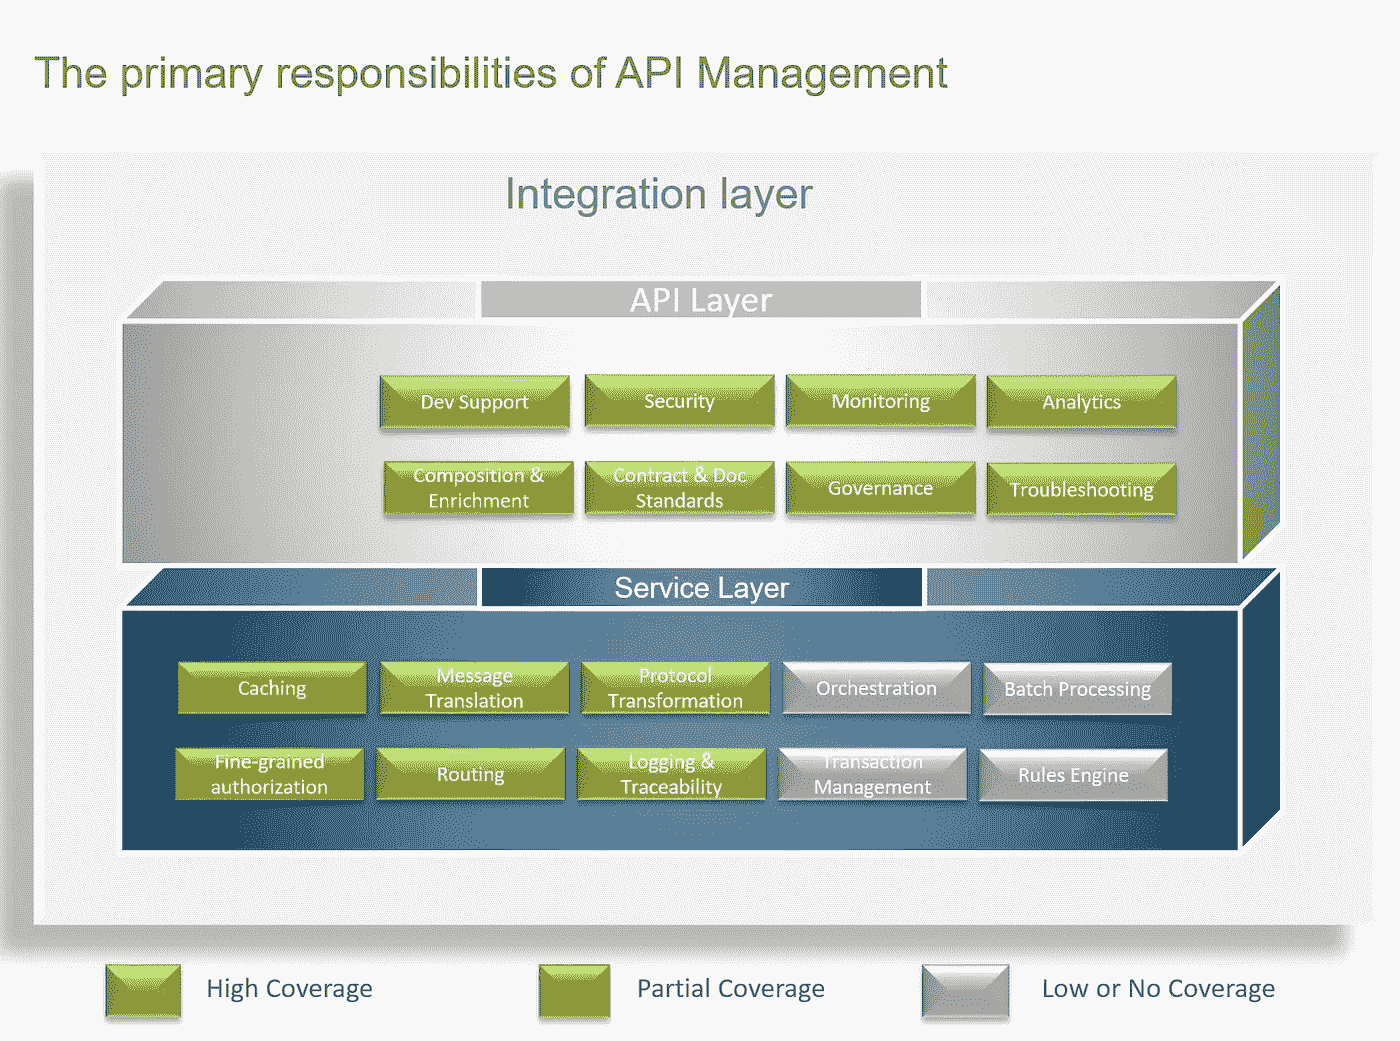 The primary responsibilities of API Management
Integration layer
API Layer
Dev Support
Security
Monitoring
Analytics
Composition &
Enrichment
Contract & Doc
Standards
Governance
Troubleshooting
Service Layer
Caching
Message
Translation
Protocol
Transformation
Orchestration
Batch Processing
Fine-grained
authorization
Routing
Logging &
Traceability
Transaction
Management
Rules Engine
High Coverage
Partial Coverage
Low or No Coverage